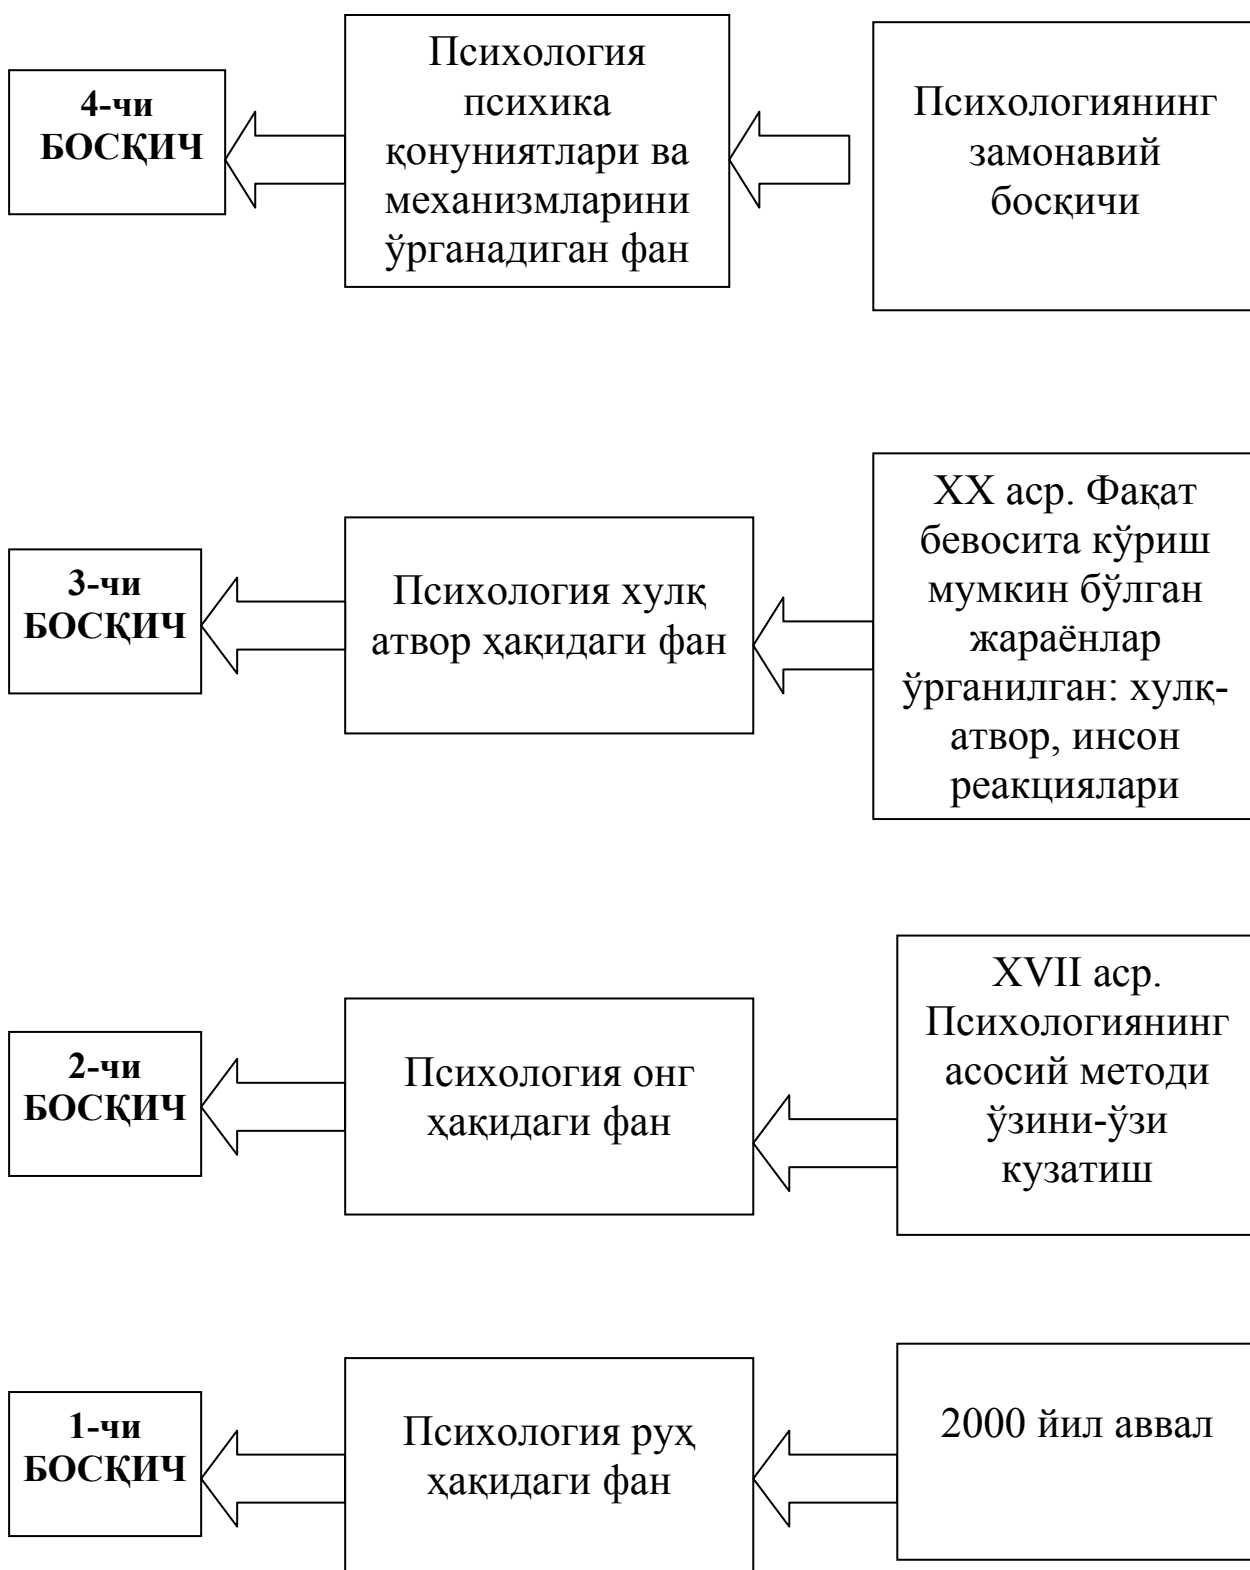 4-чи
БОСҚИЧ
Психология
психика
қонуниятлари ва
механизмларини
ўрганадиган фан
Психологиянинг
замонавий
босқичи
3-чи
БОСҚИЧ
Психология хулқ
атвор ҳақидаги фан
XX аср. Фақат
бевосита кўриш
мумкин бўлган
жараёнлар
ўрганилган: хулқ-
атвор, инсон
реакциялари
2-чи
БОСҚИЧ
Психология онг
ҳақидаги фан
XVII аср.
Психологиянинг
асосий методи
ўзини-ўзи
кузатиш
1-чи
БОСҚИЧ
Психология руҳ
ҳақидаги фан
2000 йил аввал